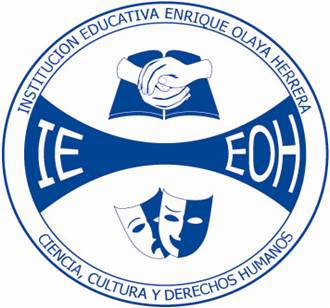 INSTITUCION EDUCATIVA ENRIQUE OLAYA HERRERA
IE EOH
CIENCIA, CULTURA Y DERECHOS HUMANOS